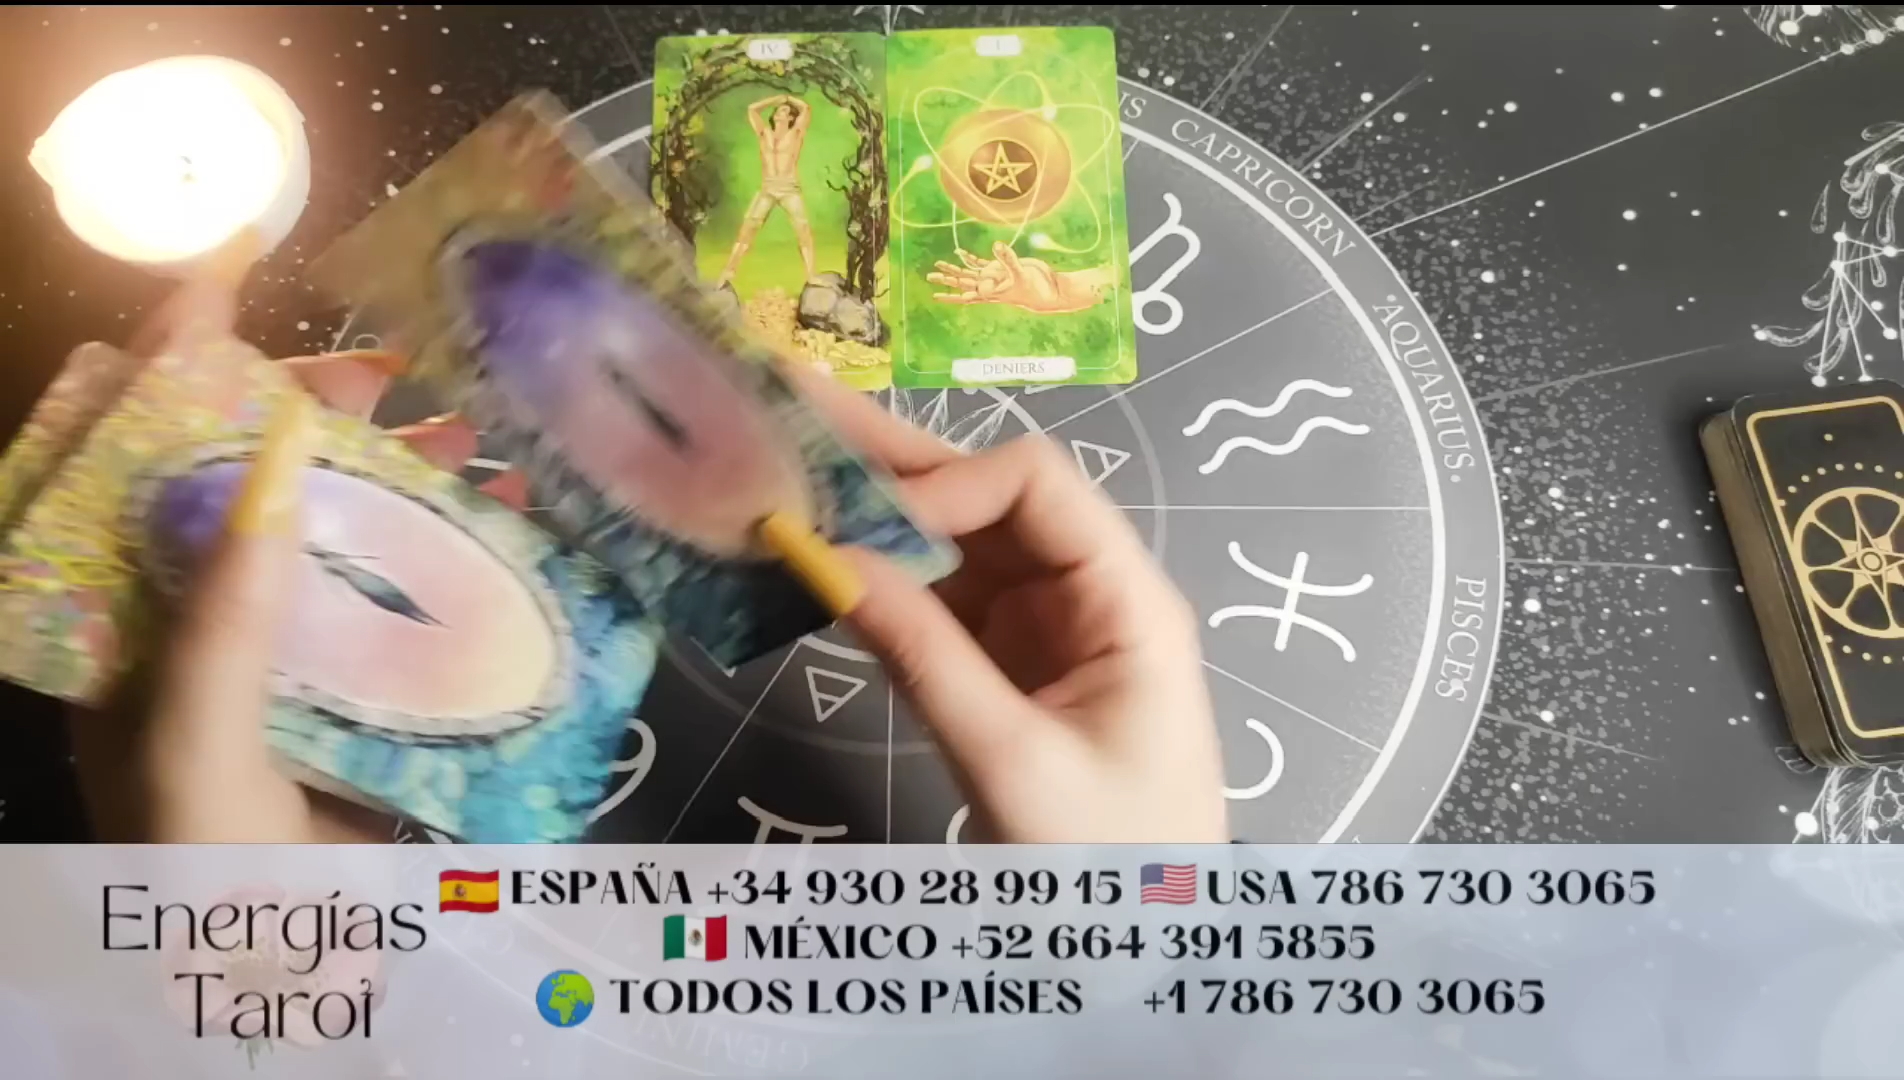 IV
I
DENIERS
CAPRICORN
·AQUARIUS·
PISCES
Energías
Tarot
ESPAÑA +34 930 28 99 15 USA 786 730 3065
MÉXICO +52 664 391 5855
TODOS LOS PAÍSES +1 786 730 3065
GEMINI